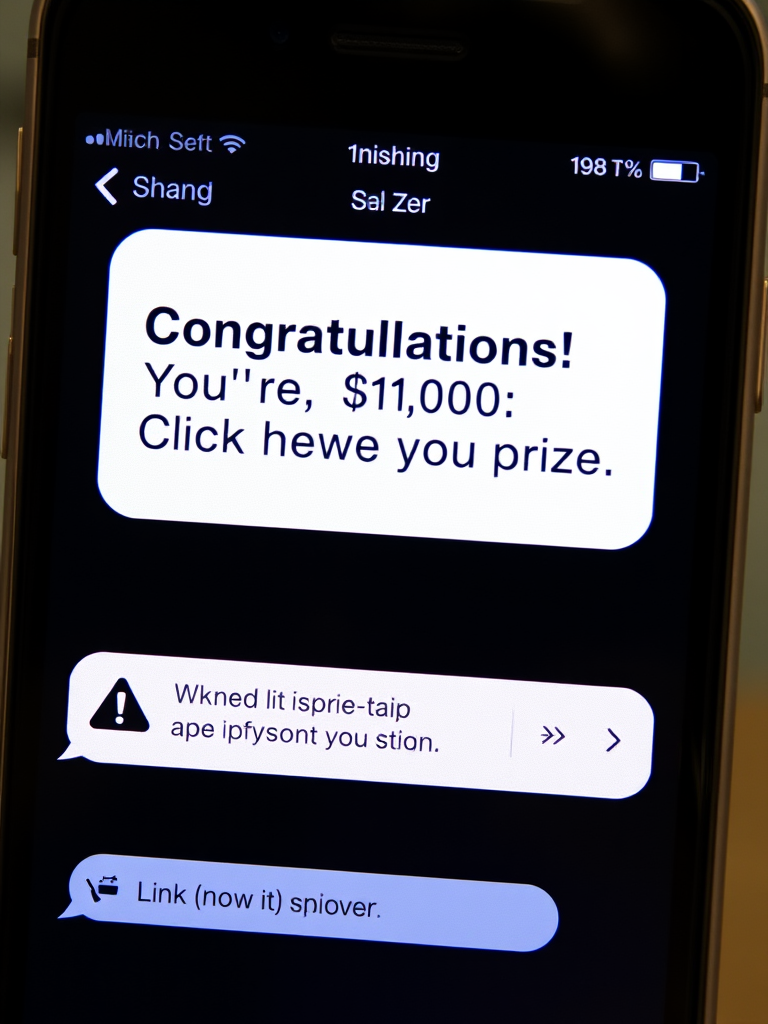 Miich Seft
1nishing
198 T%
Shang
Sal Zer
Congratullations!
You''re, $11,000:
Click hewe you prize.
Wkned lit isprie-taip
ape ipfysont you stion.
Link (now it) spiover.